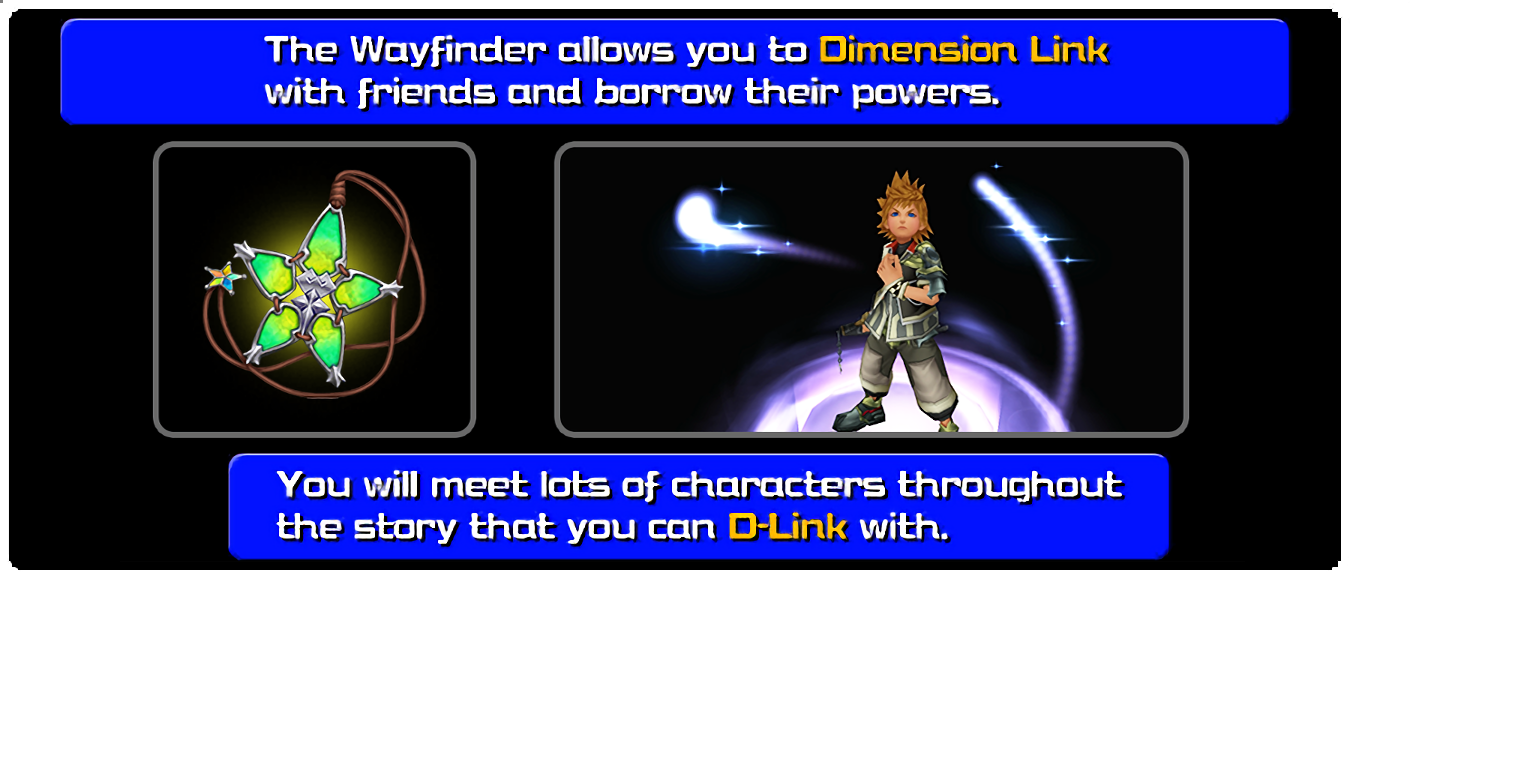 The Wayfinder allows you to Dimension Link
with friends and borrow their powers.
You will meet lots of characters throughout
the story that you can D-Link with.